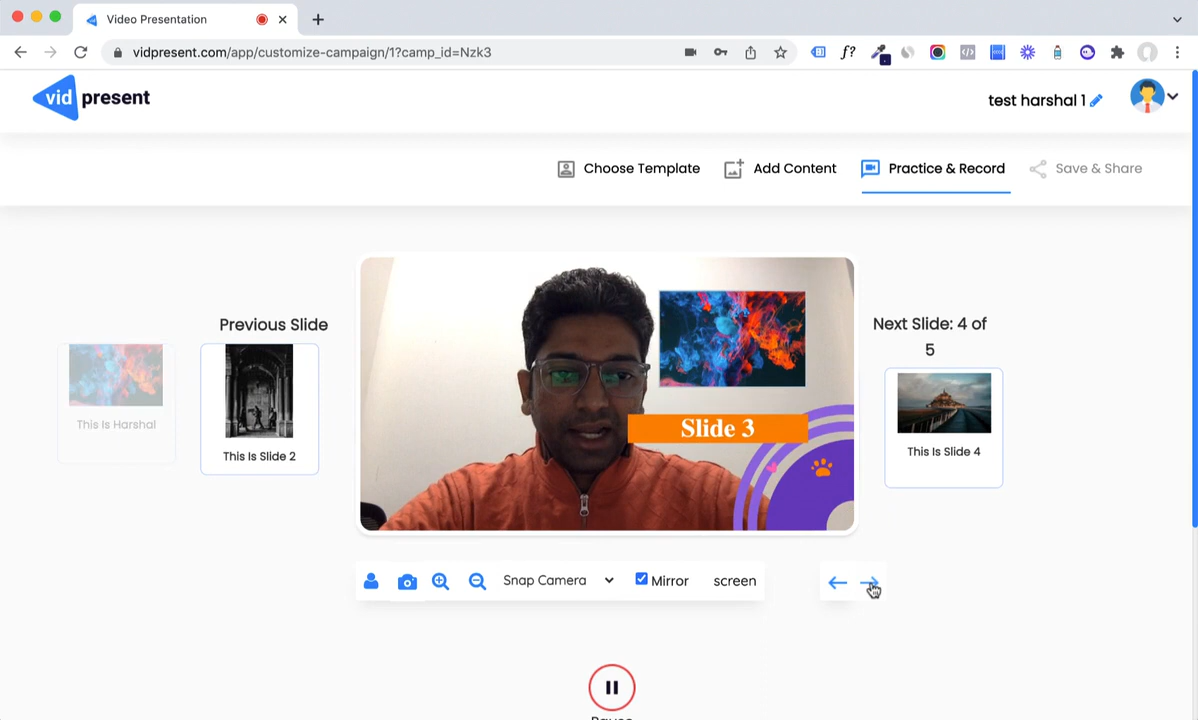 Video Presentation
vidpresent.com/app/customize-campaign/1?camp_id=Nzk3
f?
vid present
test harshal 1
Choose Template
Add Content
Practice & Record
Save & Share
Previous Slide
This Is Harshal
This Is Slide 2
Slide 3
Next Slide: 4 of
5
This Is Slide 4
Snap Camera
Mirror
screen
Pause